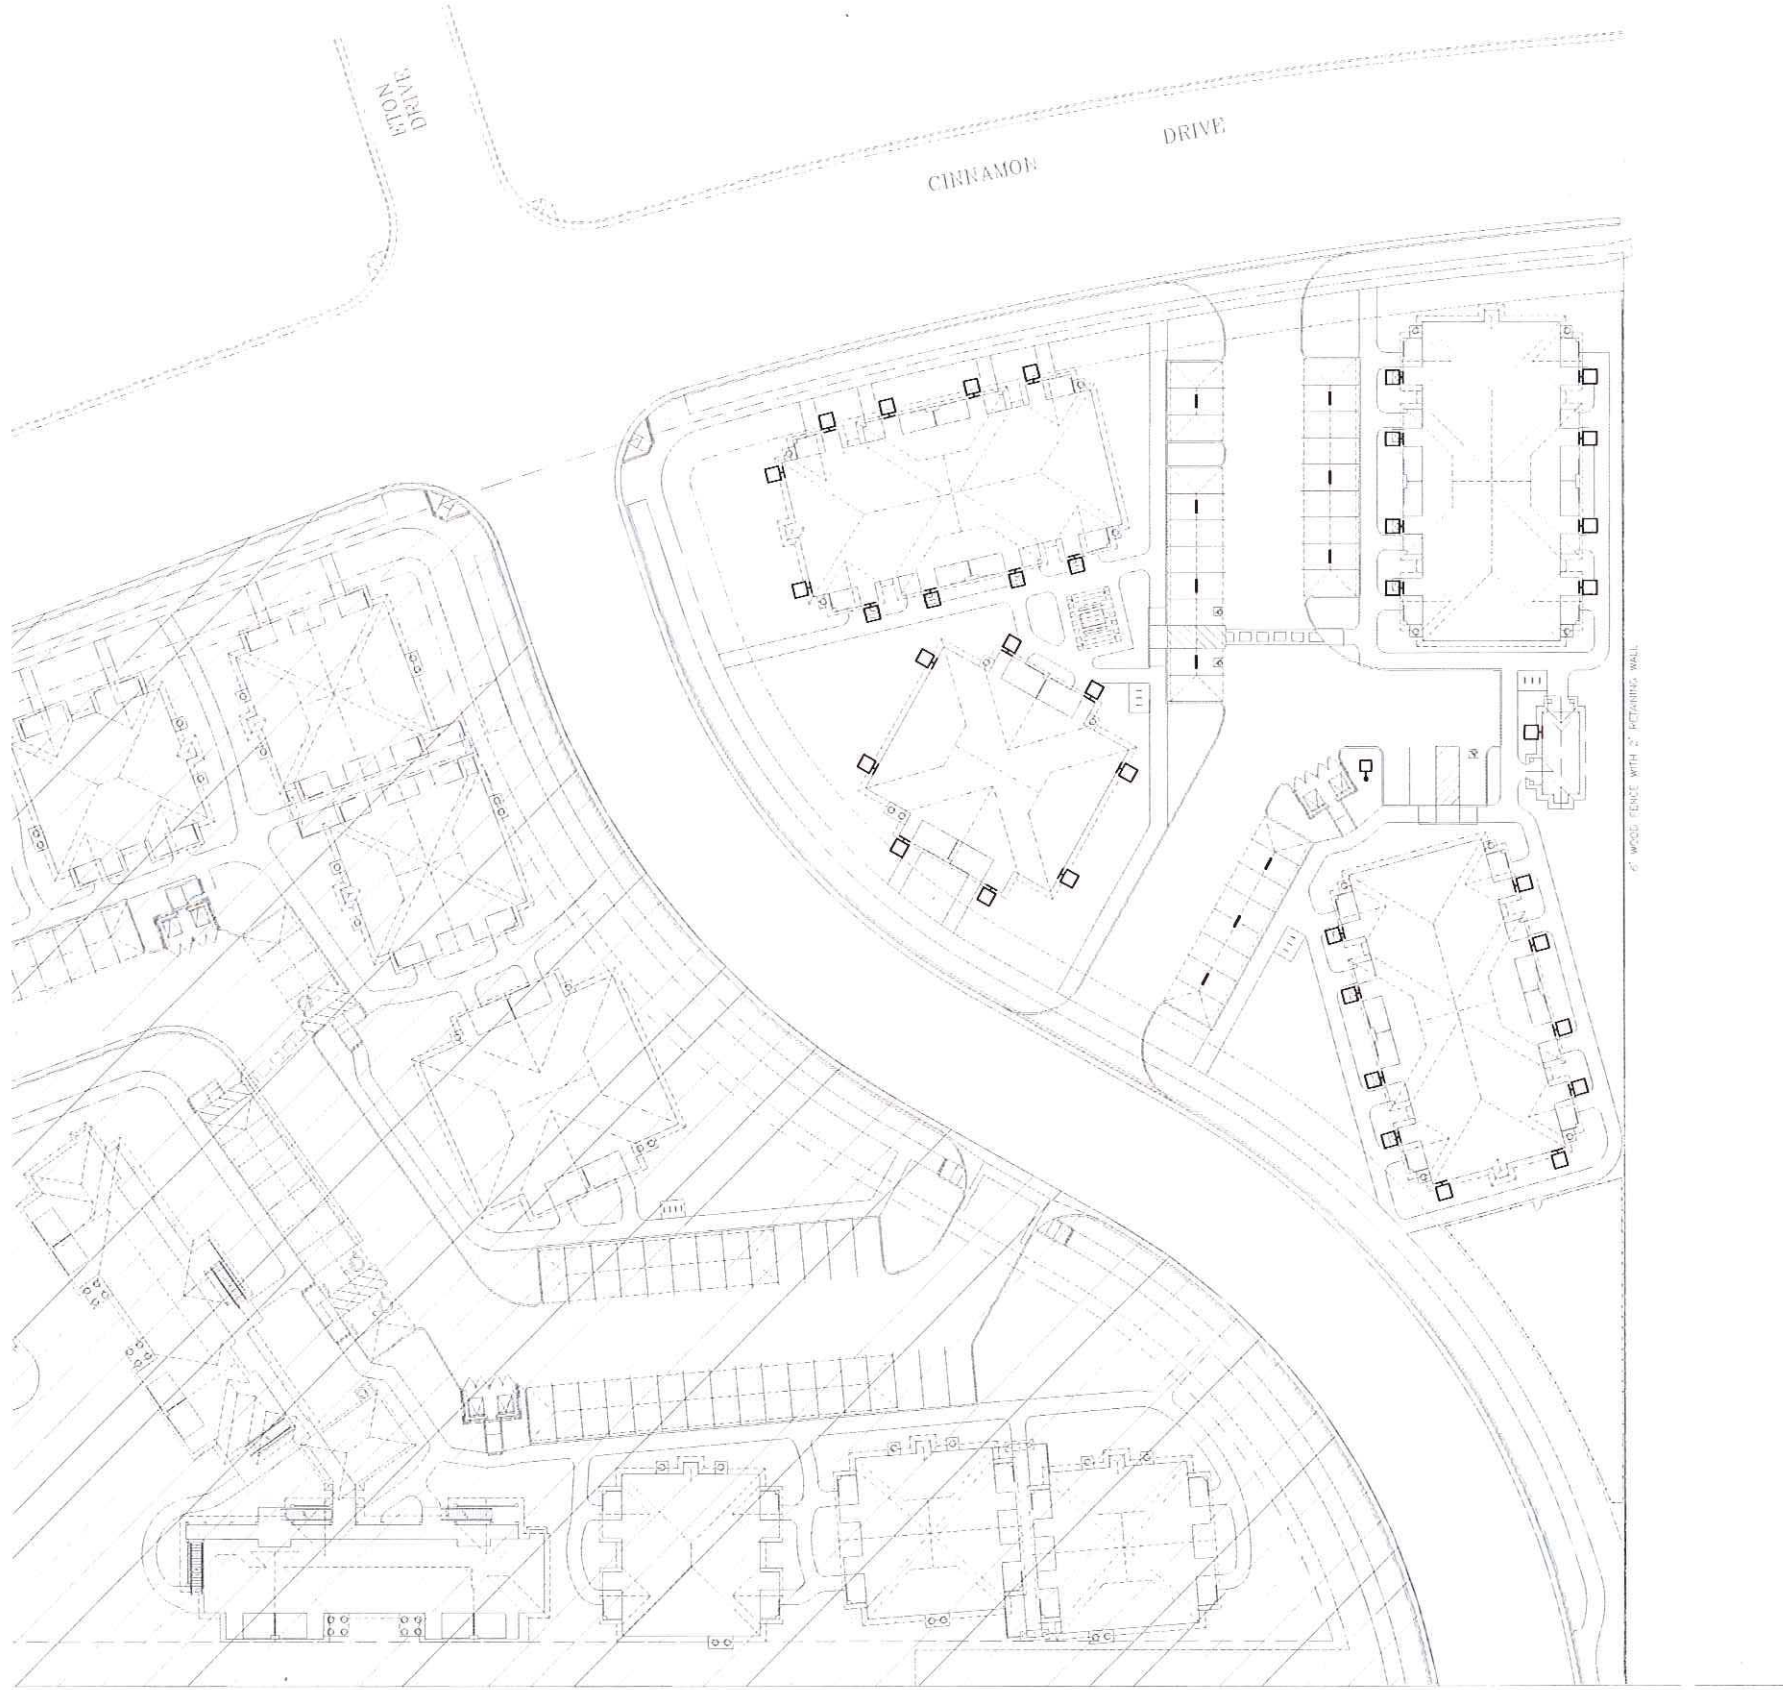 ETON
DRIVE
CINNAMON DRIVE
6' WOOD FENCE WITH 2' RETAINING WALL